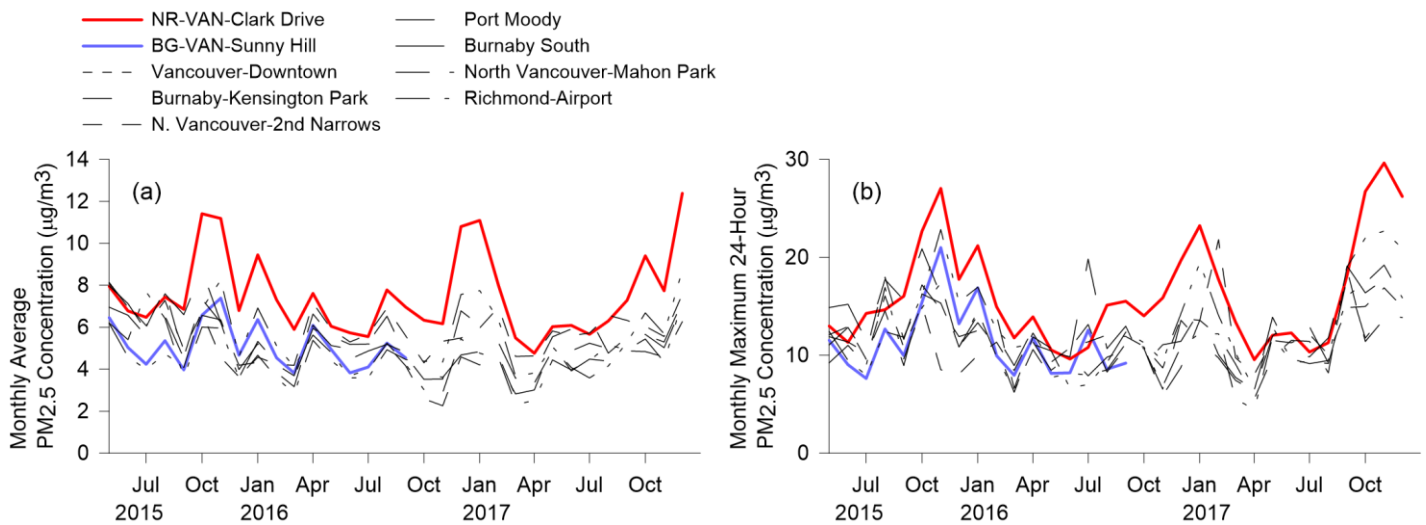 NR-VAN-Clark Drive
BG-VAN-Sunny Hill
Vancouver-Downtown
Burnaby-Kensington Park
N. Vancouver-2nd Narrows
Port Moody
Burnaby South
North Vancouver-Mahon Park
Richmond-Airport
Monthly Average
PM2.5 Concentration (µg/m3)
14
12
10
8
6
4
2
0
(a)
Jul Oct Jan Apr Jul Oct Jan Apr Jul Oct
2015 2016 2017
Monthly Maximum 24-Hour
PM2.5 Concentration (µg/m3)
30
20
10
0
(b)
Jul Oct Jan Apr Jul Oct Jan Apr Jul Oct
2015 2016 2017